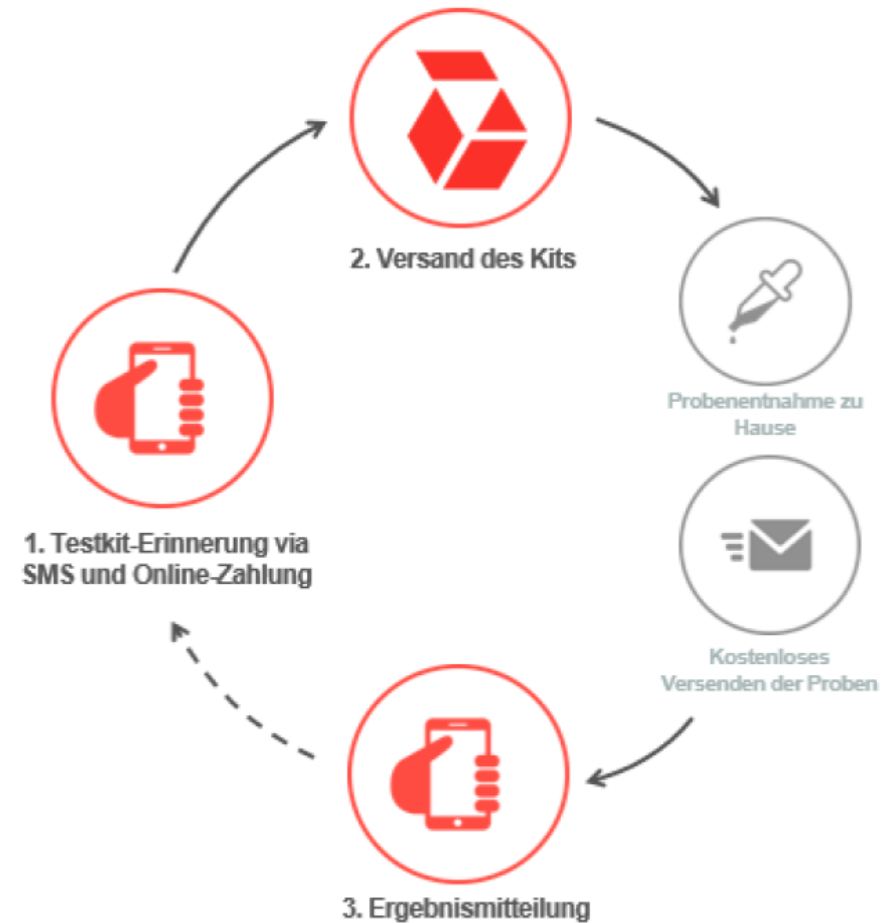 2. Versand des Kits
Probenentnahme zu
Hause
1. Testkit-Erinnerung via
SMS und Online-Zahlung
Kostenloses
Versenden der Proben
3. Ergebnismitteilung